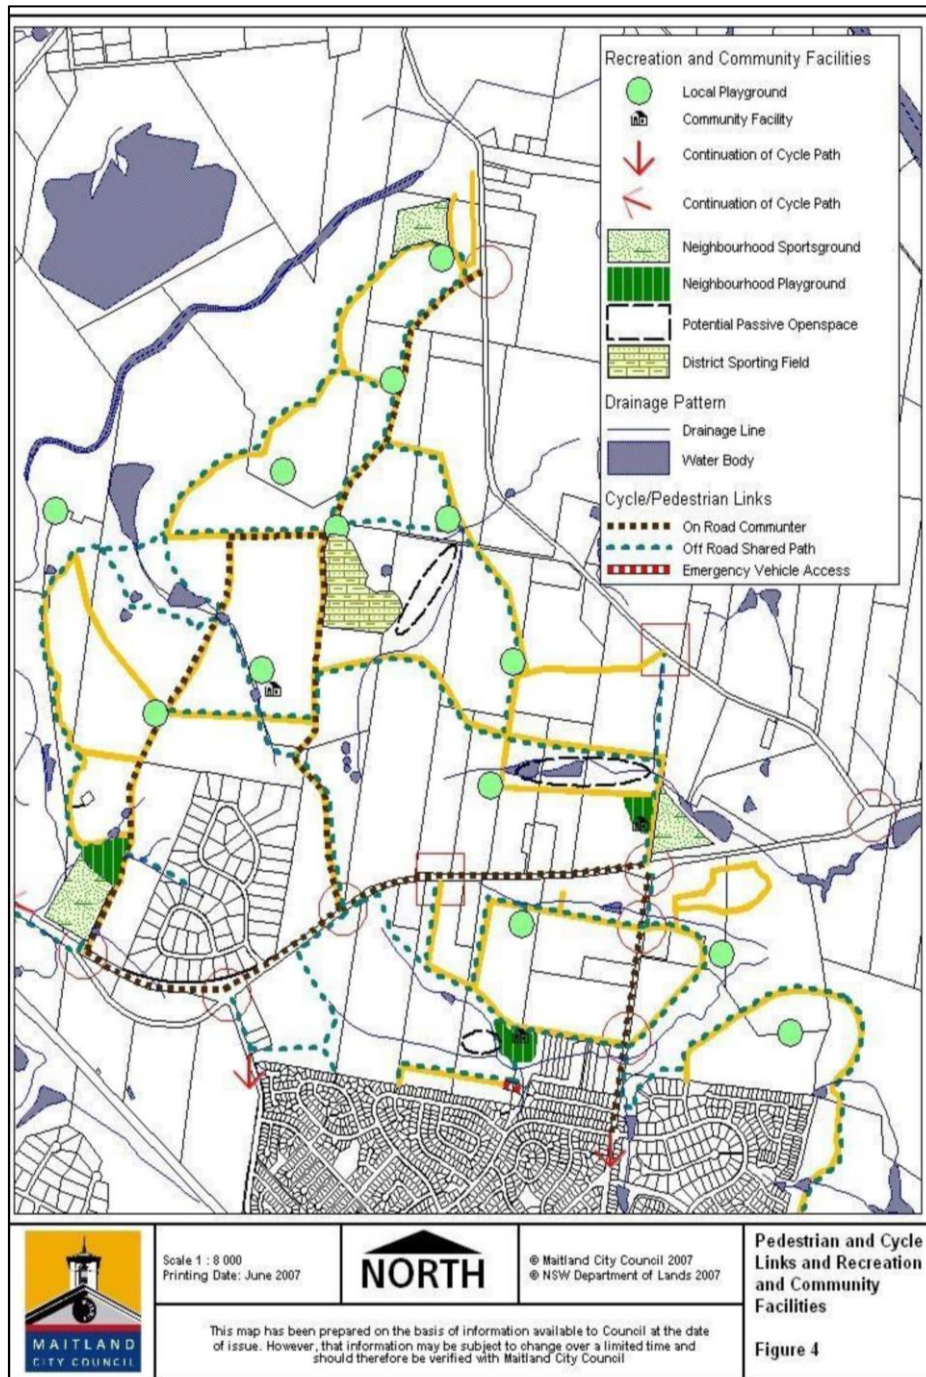 Recreation and Community Facilities
Local Playground
Community Facility
Continuation of Cycle Path
Continuation of Cycle Path
Neighbourhood Sportsground
Neighbourhood Playground
Potential Passive Openspace
District Sporting Field
Drainage Pattern
Drainage Line
Water Body
Cycle/Pedestrian Links
On Road Communter
Off Road Shared Path
Emergency Vehicle Access
MAITLAND
CITY COUNCIL
Scale 1 : 8 000
Printing Date: June 2007
NORTH
© Maitland City Council 2007
© NSW Department of Lands 2007
This map has been prepared on the basis of information available to Council at the date
of issue. However, that information may be subject to change over a limited time and
should therefore be verified with Maitland City Council
Pedestrian and Cycle
Links and Recreation
and Community
Facilities
Figure 4